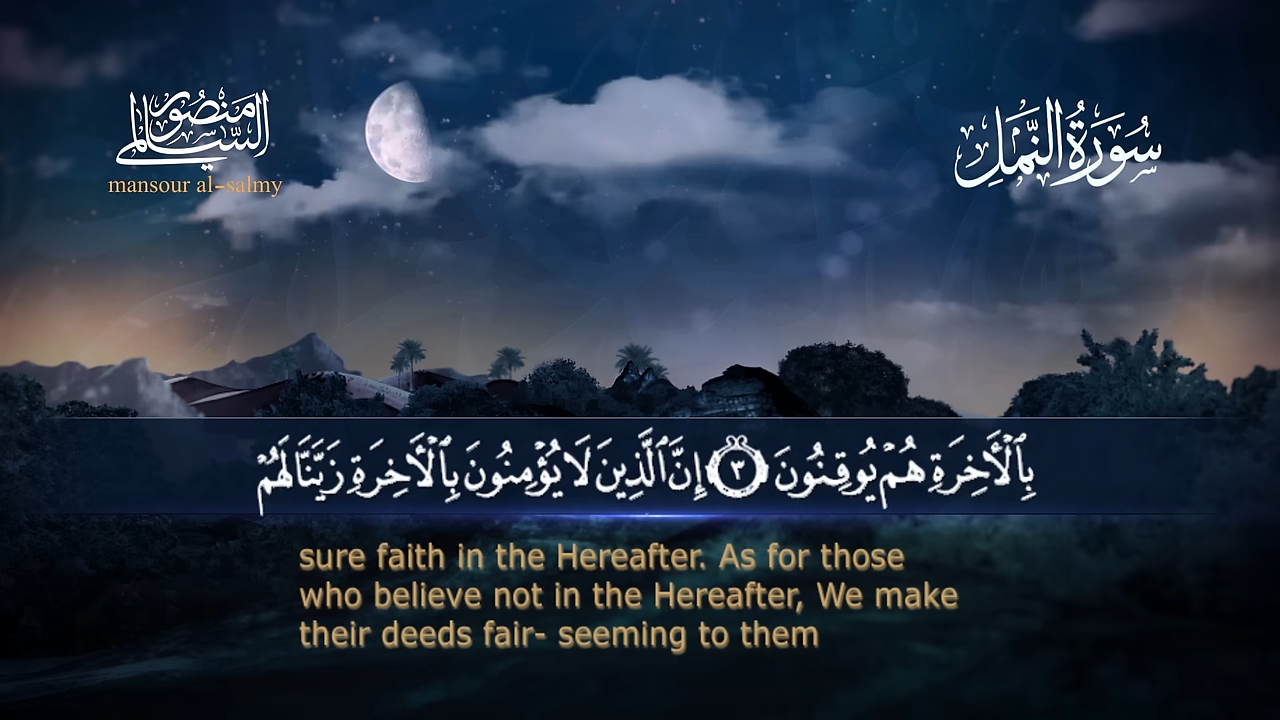 منصور السالمي
mansour al-salmy
سُورَةُ النَّمْلِ
بِٱلْأَخِرَةِ هُمْ يُوقِنُونَ ٣ إِنَّ ٱلَّذِينَ لَا يُؤْمِنُونَ بِٱلْأَخِرَةِ زَيَّنَّا لَهُمْ
sure faith in the Hereafter. As for those
who believe not in the Hereafter, We make
their deeds fair- seeming to them